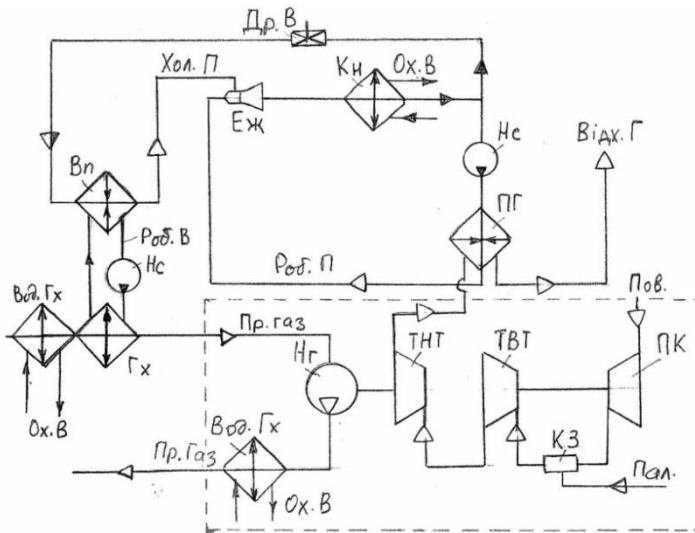 Др. В
Хол. П
Кн
Ох.В
Еж
Нс
Відх. Г
Вп
ПГ
Роб. В
Нс
Роб. П
Вод. Гх
Пов.
Пр. газ
ТНТ
ТВТ
ПК
Гх
Нг
Ох.В
Вод. Гх
КЗ
Пр. Газ
Пал.
Ох. В